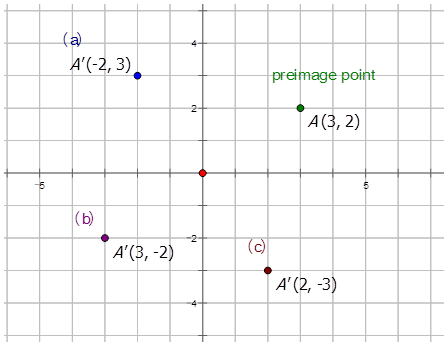 4
(a)
A′(-2, 3)
preimage point
2
A(3, 2)
-5
5
(b)
-2
A′(3, -2)
(c)
A′(2, -3)
-4